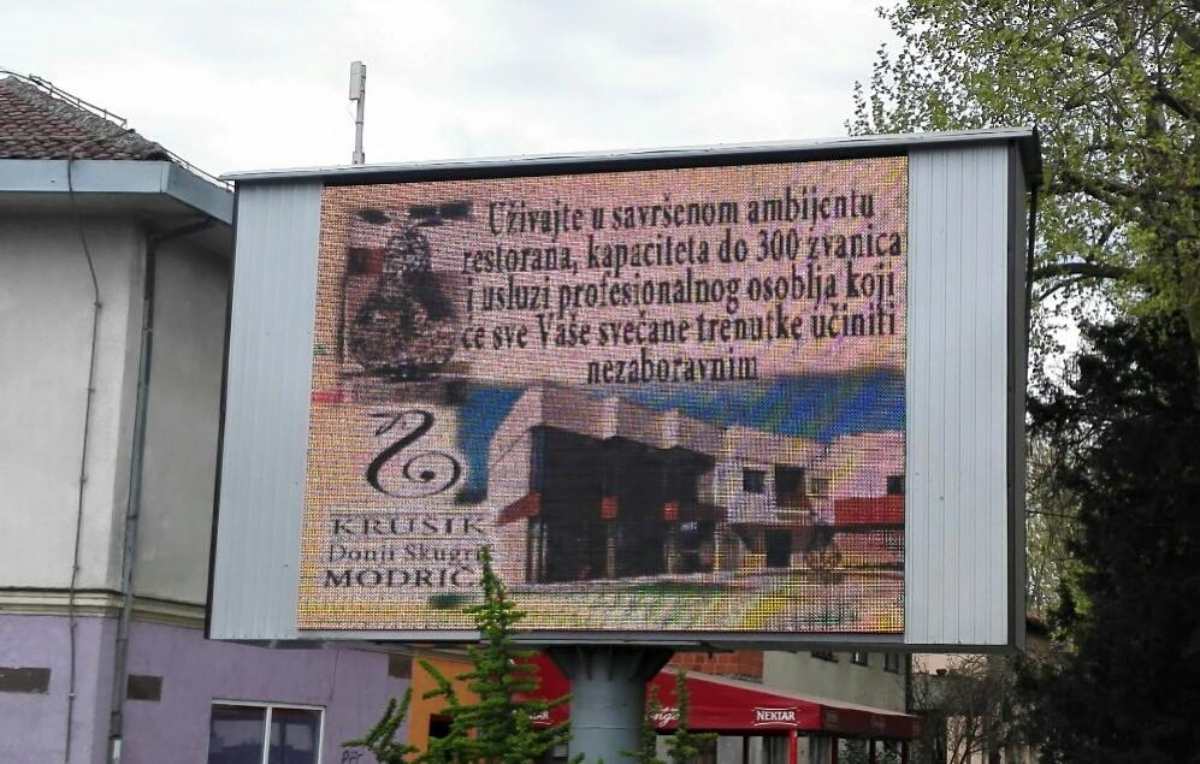 Uživajte u savršenom ambijentu
restorana, kapaciteta do 300 zvanica
i usluzi profesionalnog osoblja koji
će sve Vaše svečane trenutke učiniti
nezaboravnim
KRUŠIK
Donji Skugrić
MODRIČA
NEKTAR